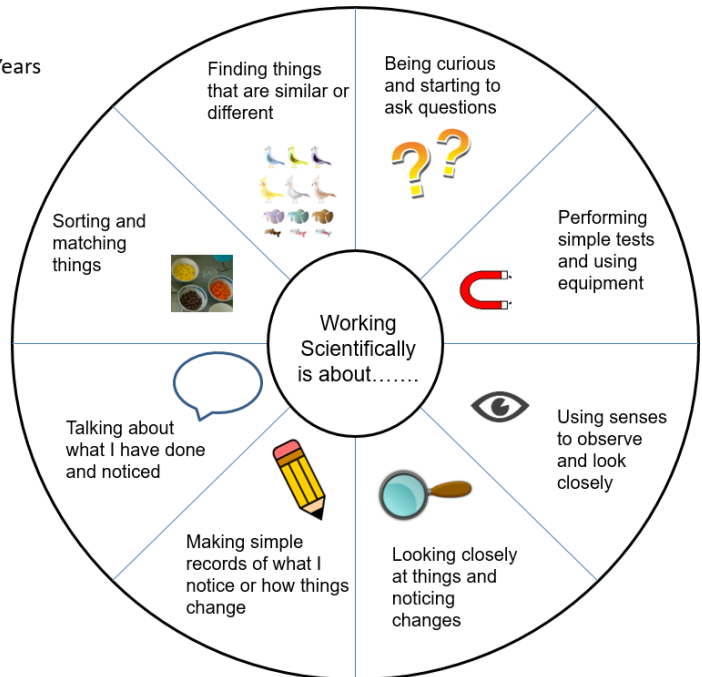 Years
Finding things
that are similar or
different
Being curious
and starting to
ask questions
Performing
simple tests
and using
equipment
Using senses
to observe
and look
closely
Looking closely
at things and
noticing
changes
Making simple
records of what I
notice or how things
change
Talking about
what I have done
and noticed
Sorting and
matching
things
Working
Scientifically
is about…….